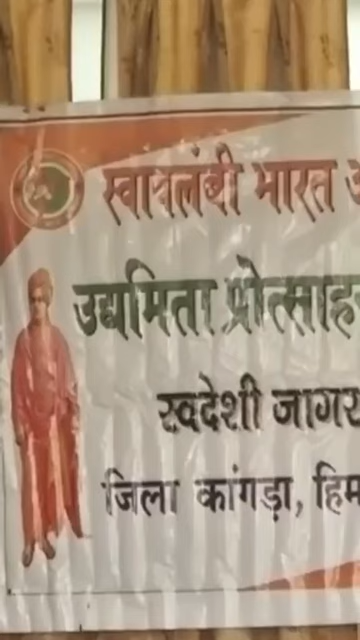 स्वावलंबी भारत अ
उद्यमिता प्रोत्साह
स्वदेशी जागर
जिला कांगड़ा, हिम